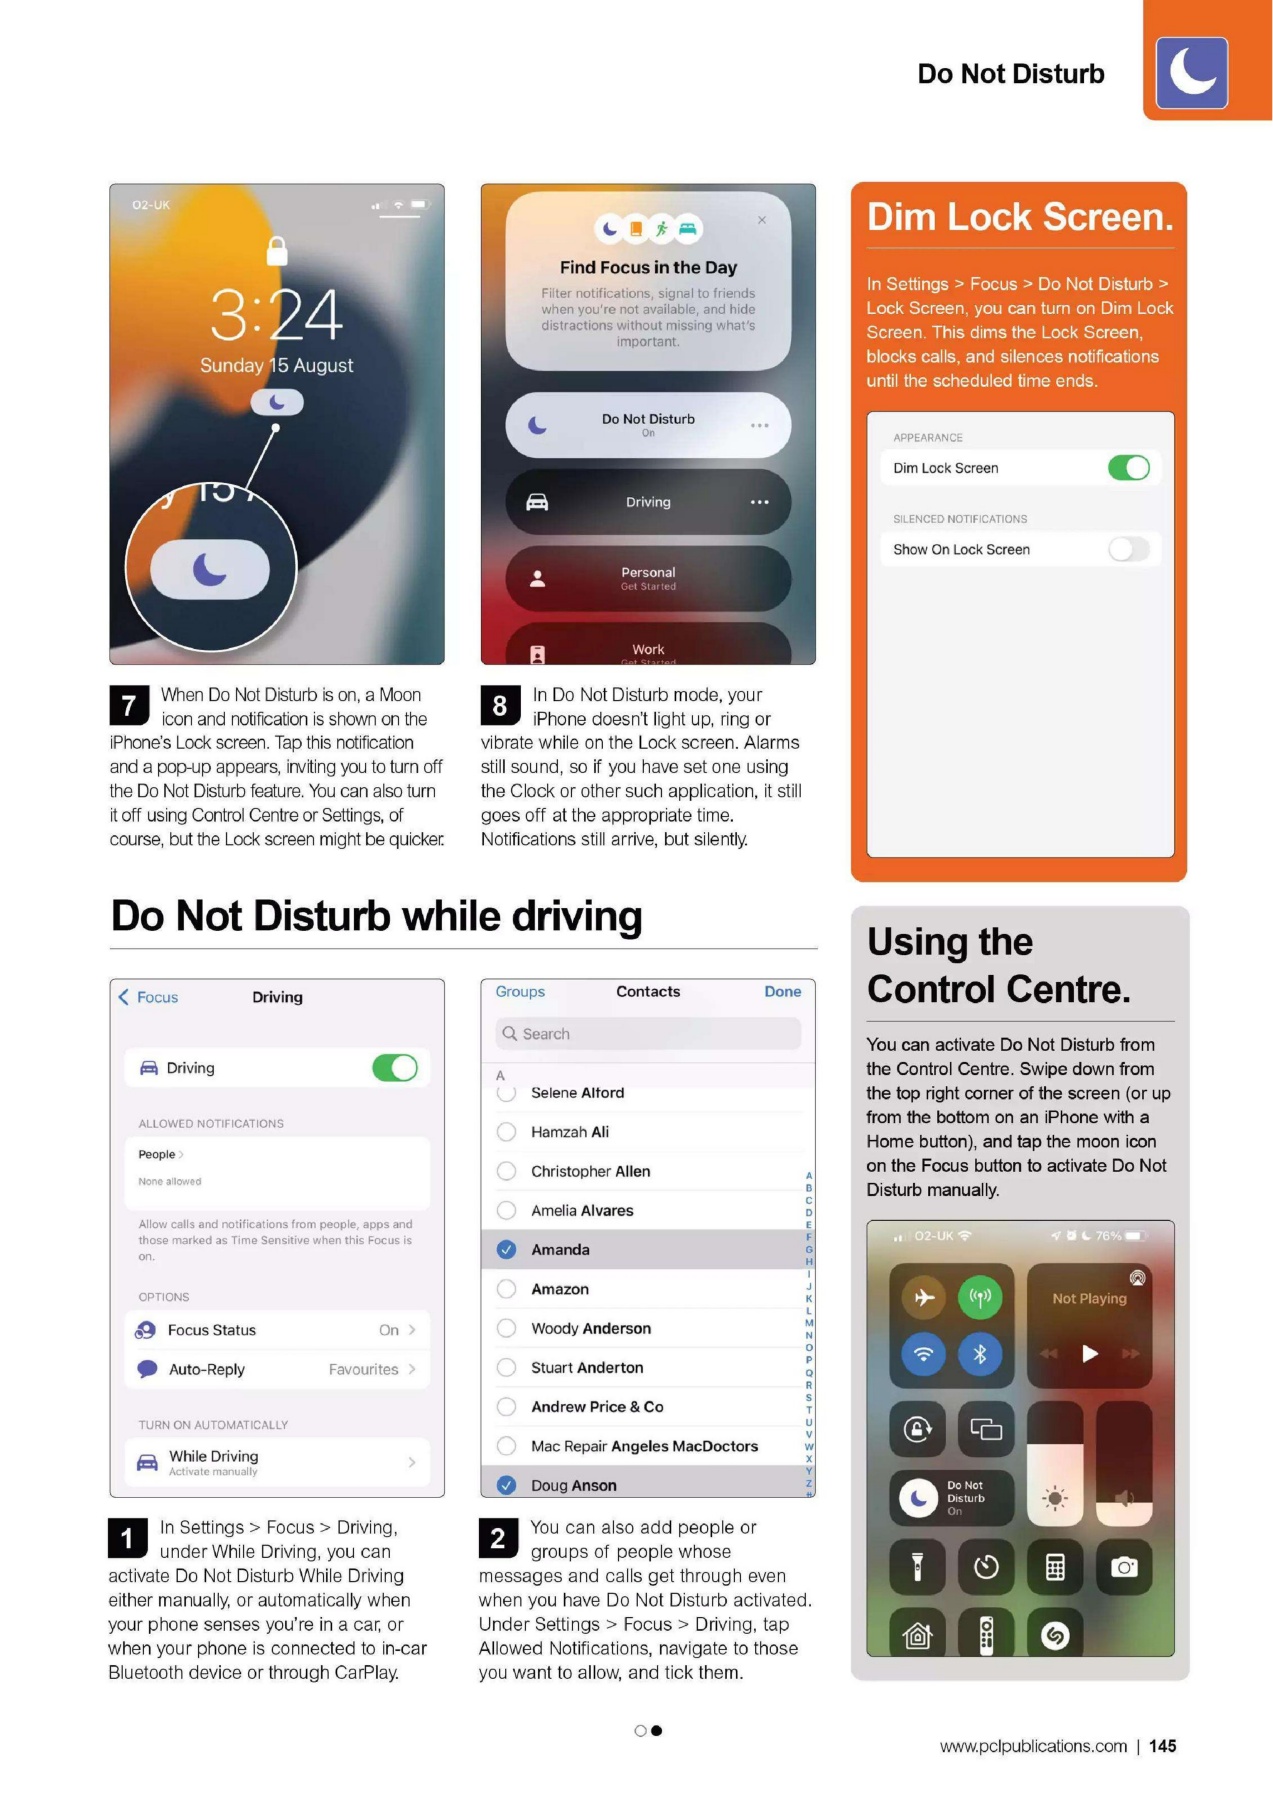 Do Not Disturb
O2-UK
3:24
Sunday 15 August
7 When Do Not Disturb is on, a Moon
icon and notification is shown on the
iPhone's Lock screen. Tap this notification
and a pop-up appears, inviting you to turn off
the Do Not Disturb feature. You can also turn
it off using Control Centre or Settings, of
course, but the Lock screen might be quicker.
Find Focus in the Day
Filter notifications, signal to friends
when you're not available, and hide
distractions without missing what's
important.
Do Not Disturb
On
Driving
Personal
Get Started
Work
Get Started
8 In Do Not Disturb mode, your
iPhone doesn't light up, ring or
vibrate while on the Lock screen. Alarms
still sound, so if you have set one using
the Clock or other such application, it still
goes off at the appropriate time.
Notifications still arrive, but silently.
Dim Lock Screen.
In Settings > Focus > Do Not Disturb >
Lock Screen, you can turn on Dim Lock
Screen. This dims the Lock Screen,
blocks calls, and silences notifications
until the scheduled time ends.
APPEARANCE
Dim Lock Screen
SILENCED NOTIFICATIONS
Show On Lock Screen
Do Not Disturb while driving
Focus Driving
Driving
ALLOWED NOTIFICATIONS
People >
None allowed
Allow calls and notifications from people, apps and
those marked as Time Sensitive when this Focus is
on.
OPTIONS
Focus Status On >
Auto-Reply Favourites >
TURN ON AUTOMATICALLY
While Driving
Activate manually
1 In Settings > Focus > Driving,
under While Driving, you can
activate Do Not Disturb While Driving
either manually, or automatically when
your phone senses you're in a car, or
when your phone is connected to in-car
Bluetooth device or through CarPlay.
Groups Contacts Done
Search
A
Selene Alford
Hamzah Ali
Christopher Allen
Amelia Alvares
Amanda
Amazon
Woody Anderson
Stuart Anderton
Andrew Price & Co
Mac Repair Angeles MacDoctors
Doug Anson
A
B
C
D
E
F
G
H
I
J
K
L
M
N
O
P
Q
R
S
T
U
V
W
X
Y
Z
#
2 You can also add people or
groups of people whose
messages and calls get through even
when you have Do Not Disturb activated.
Under Settings > Focus > Driving, tap
Allowed Notifications, navigate to those
you want to allow, and tick them.
Using the
Control Centre.
You can activate Do Not Disturb from
the Control Centre. Swipe down from
the top right corner of the screen (or up
from the bottom on an iPhone with a
Home button), and tap the moon icon
on the Focus button to activate Do Not
Disturb manually.
O2-UK 76%
Not Playing
Do Not
Disturb
On
www.pclpublications.com | 145